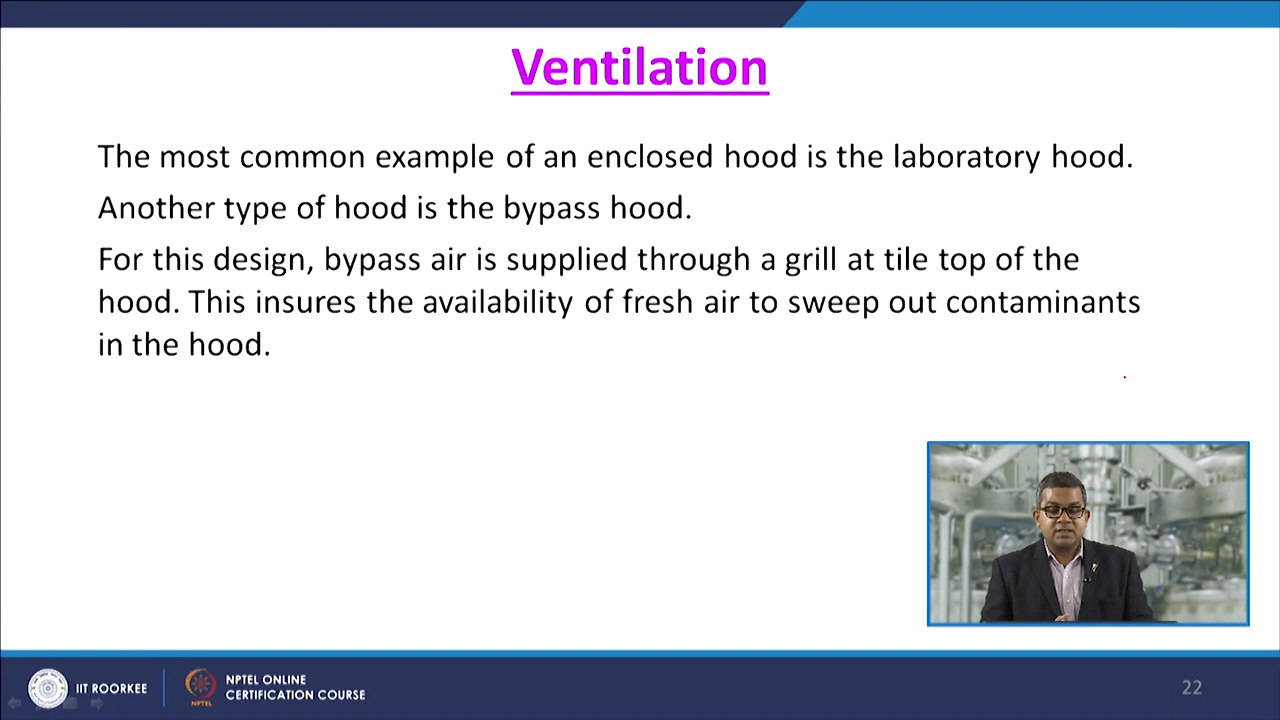 Ventilation
The most common example of an enclosed hood is the laboratory hood.
Another type of hood is the bypass hood.
For this design, bypass air is supplied through a grill at tile top of the
hood. This insures the availability of fresh air to sweep out contaminants
in the hood.
IIT ROORKEE
NPTEL
NPTEL ONLINE
CERTIFICATION COURSE
22